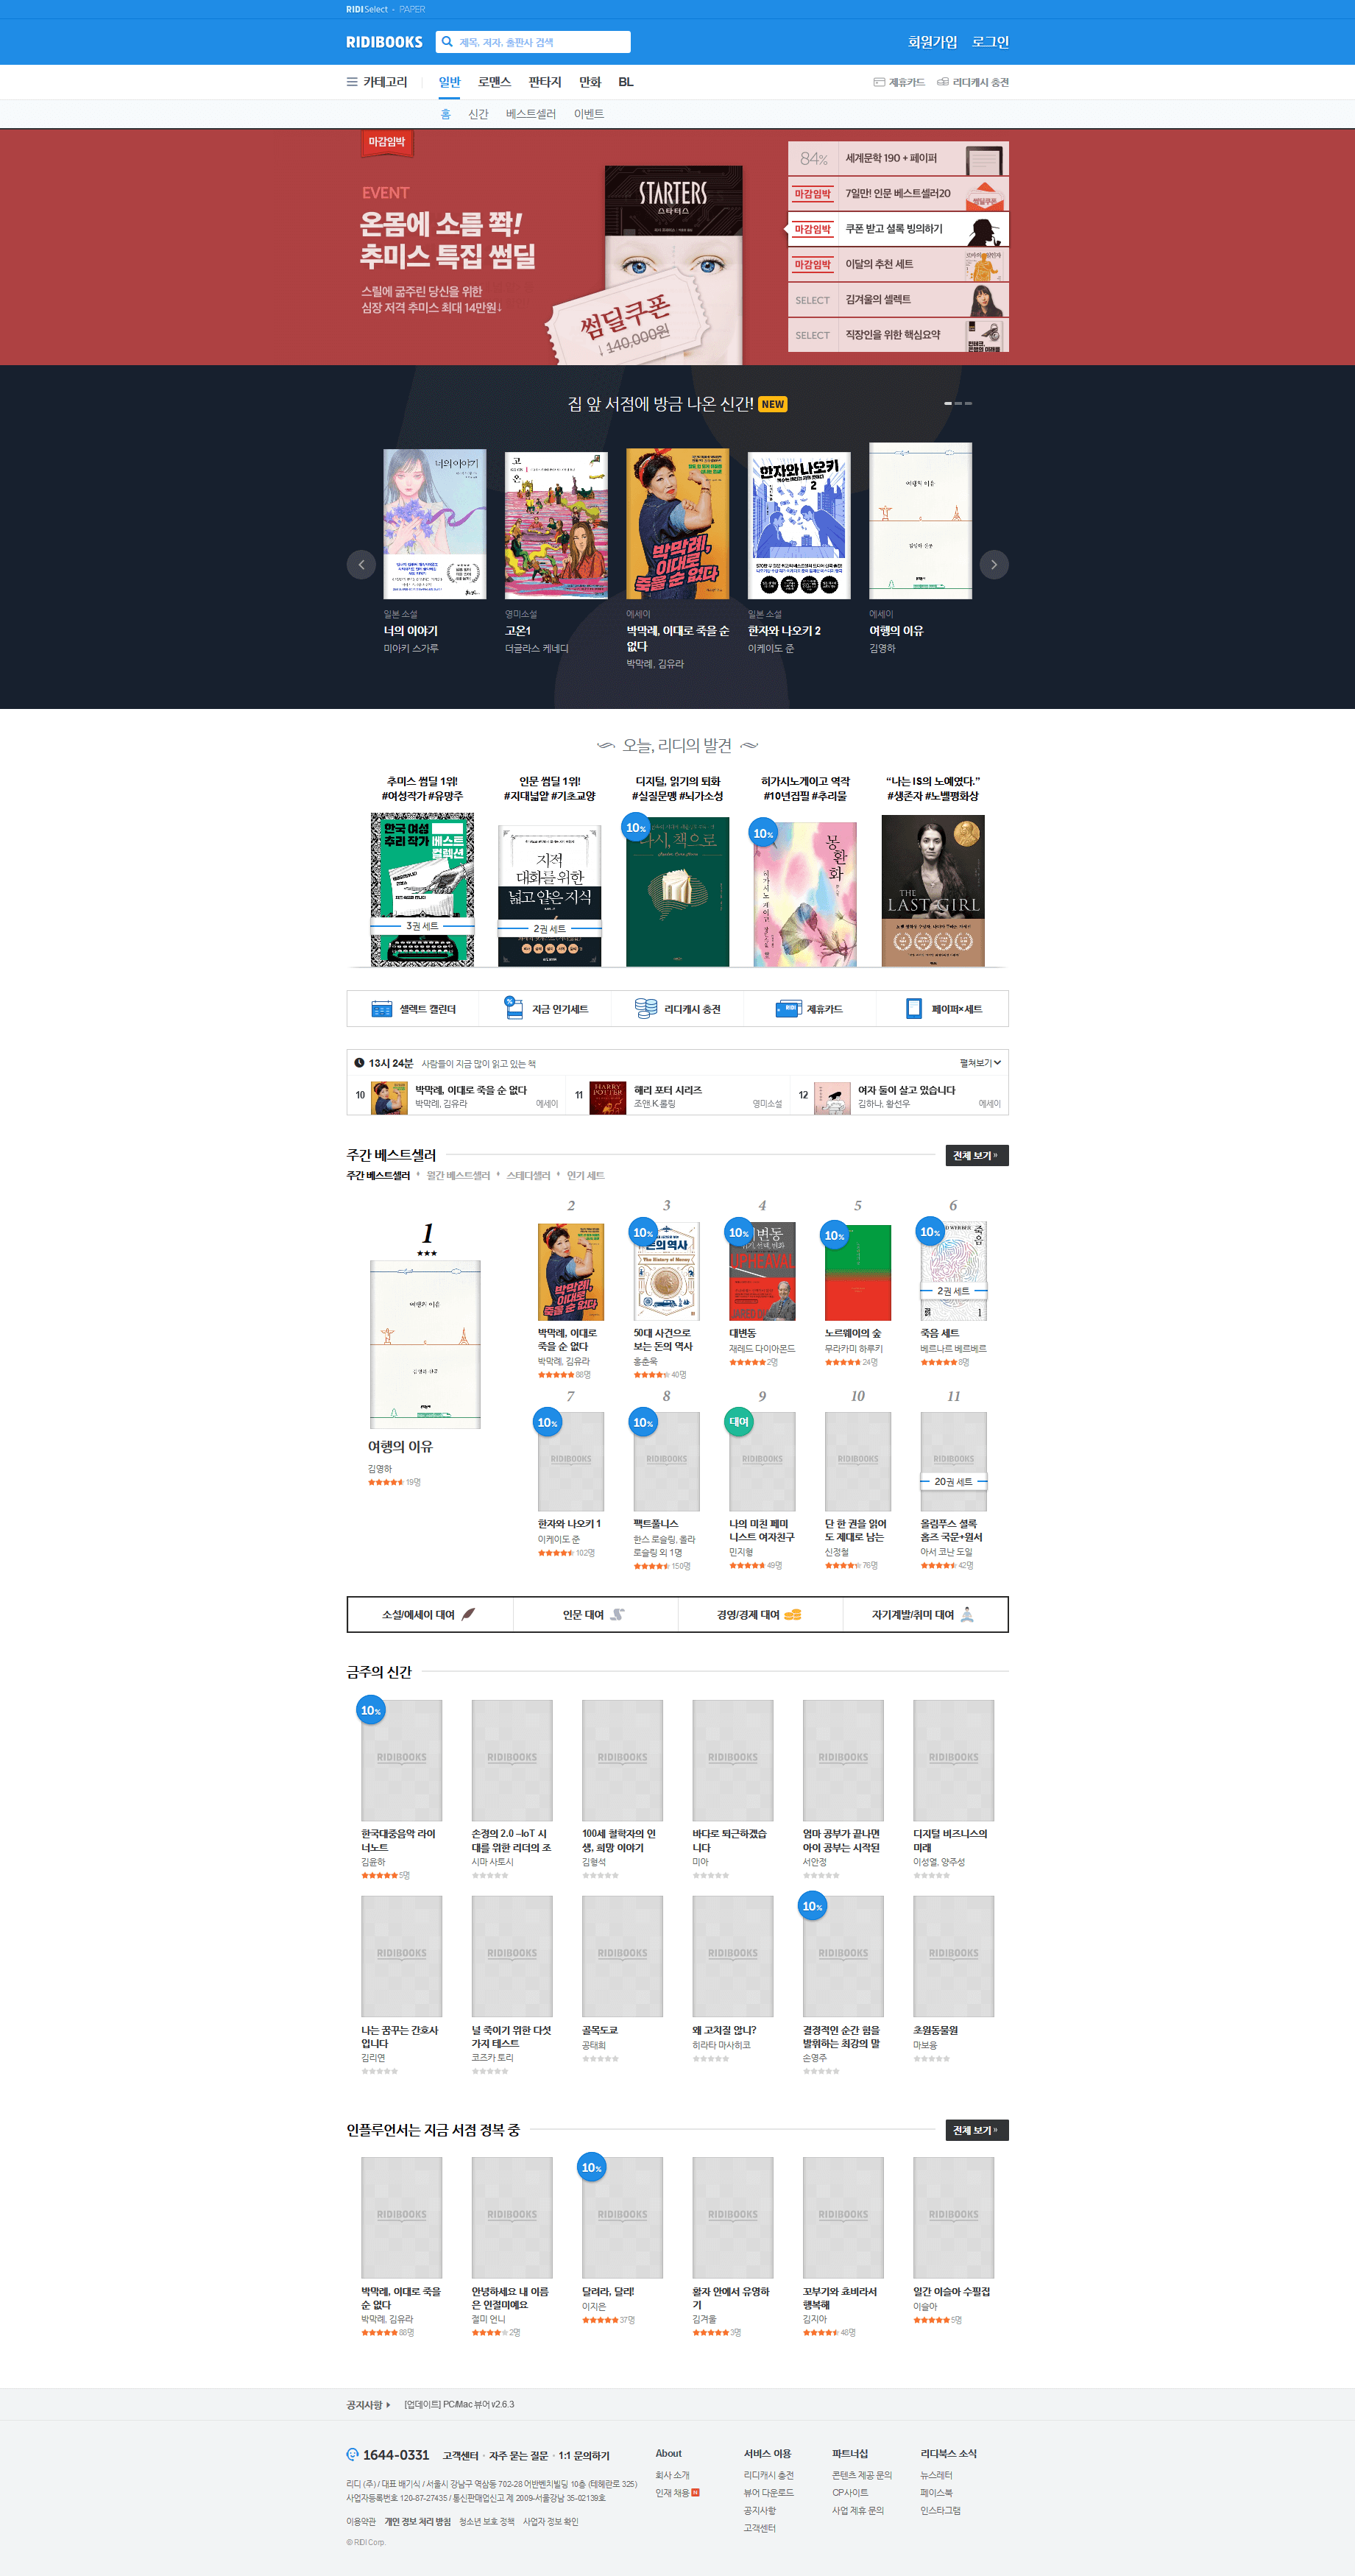 RIDI Select - PAPER
RIDIBOOKS
제목, 저자, 출판사 검색
회원가입 로그인
카테고리 일반 로맨스 판타지 만화 BL
제휴카드 리디캐시 충전
홈 신간 베스트셀러 이벤트
마감임박
EVENT
온몸에 소름 쫙!
추미스 특집 썸딜
스릴에 굶주린 당신을 위한
심장 저격 추미스 최대 14만원↓
STARTERS
스타터스
썸딜쿠폰
↓140,000원
84% 세계문학 190 + 페이퍼
마감임박 7일만! 인문 베스트셀러20
마감임박 쿠폰 받고 셜록 빙의하기
마감임박 이달의 추천 세트
SELECT 김겨울의 셀렉트
SELECT 직장인을 위한 핵심요약
집 앞 서점에 방금 나온 신간! NEW
일본 소설
너의 이야기
미아키 스가루
영미소설
고온1
더글라스 케네디
에세이
박막례, 이대로 죽을 순
없다
박막례, 김유라
일본 소설
한자와 나오키 2
이케이도 준
에세이
여행의 이유
김영하
오늘, 리디의 발견
추미스 썸딜 1위!
#여성작가 #유망주
인문 썸딜 1위!
#지대넓얕 #기초교양
디지털, 읽기의 퇴화
#실질문맹 #뇌가소성
히가시노게이고 역작
#10년집필 #추리물
“나는 IS의 노예였다.”
#생존자 #노벨평화상
한국 여성
추리 작가 베스트
컬렉션
3권 세트
지적
대화를 위한
넓고 얕은 지식
2권 세트
10%
다시, 책으로
10%
몽환화
THE
LAST GIRL
셀렉트 캘린더 지금 인기세트 리디캐시 충전 제휴카드 페이퍼×세트
13시 24분 사람들이 지금 많이 읽고 있는 책 펼쳐보기
10 박막례, 이대로 죽을 순 없다
박막례, 김유라 에세이
11 해리 포터 시리즈
조앤 K 롤링 영미소설
12 여자 둘이 살고 있습니다
김하나, 황선우 에세이
주간 베스트셀러 전체 보기 »
주간 베스트셀러 월간 베스트셀러 스테디셀러 인기 세트
1
여행의 이유
김영하
19명
2
박막례, 이대로
죽을 순 없다
박막례, 김유라
88명
3
10%
50대 사건으로
보는 돈의 역사
홍춘욱
40명
4
10%
대변동
재레드 다이아몬드
2명
5
10%
노르웨이의 숲
무라카미 하루키
24명
6
10%
2권 세트
죽음 세트
베르나르 베르베르
8명
7
10%
RIDIBOOKS
한자와 나오키 1
이케이도 준
102명
8
10%
RIDIBOOKS
팩트풀니스
한스 로슬링, 올라
로슬링 외 1명
150명
9
대여
RIDIBOOKS
나의 미친 페미
니스트 여자친구
민지형
49명
10
RIDIBOOKS
단 한 권을 읽어
도 제대로 남는
신정철
76명
11
RIDIBOOKS
20권 세트
올림푸스 셜록
홈즈 국문+원서
아서 코난 도일
42명
소설/에세이 대여 인문 대여 경영/경제 대여 자기계발/취미 대여
금주의 신간
10%
RIDIBOOKS RIDIBOOKS RIDIBOOKS RIDIBOOKS RIDIBOOKS RIDIBOOKS
한국대중음악 라이
너노트
김윤하
5명
손정의 2.0 –IoT 시
대를 위한 리더의 조
시마 사토시
100세 철학자의 인
생, 희망 이야기
김형석
바다로 퇴근하겠습
니다
미아
엄마 공부가 끝나면
아이 공부는 시작된
서안정
디지털 비즈니스의
미래
이성열, 양주성
10%
RIDIBOOKS RIDIBOOKS RIDIBOOKS RIDIBOOKS RIDIBOOKS RIDIBOOKS
나는 꿈꾸는 간호사
입니다
김리연
널 죽이기 위한 다섯
가지 테스트
코즈카 토리
골목도쿄
공태희
왜 고치질 않니?
히라타 마사히코
결정적인 순간 힘을
발휘하는 최강의 말
손영주
초원동물원
마보융
인플루언서는 지금 서점 정복 중 전체 보기 »
10%
RIDIBOOKS RIDIBOOKS RIDIBOOKS RIDIBOOKS RIDIBOOKS RIDIBOOKS
박막례, 이대로 죽을
순 없다
박막례, 김유라
88명
안녕하세요 내 이름
은 인절미예요
절미 언니
2명
달려라, 달리!
이지은
37명
활자 안에서 유영하
기
김겨울
3명
꼬부기와 쵸비라서
행복해
김지아
48명
일간 이슬아 수필집
이슬아
5명
공지사항 [업데이트] PC/Mac 뷰어 v2.6.3
1644-0331 고객센터 · 자주 묻는 질문 · 1:1 문의하기
리디 (주) / 대표 배기식 / 서울시 강남구 역삼동 702-28 어반벤치빌딩 10층 (테헤란로 325)
사업자등록번호 120-87-27435 / 통신판매업신고 제 2009-서울강남 35-02139호
이용약관 개인 정보 처리 방침 청소년 보호 정책 사업자 정보 확인
© RIDI Corp.
About
회사 소개
인재 채용 N
서비스 이용
리디캐시 충전
뷰어 다운로드
공지사항
고객센터
파트너십
콘텐츠 제공 문의
CP사이트
사업 제휴 문의
리디북스 소식
뉴스레터
페이스북
인스타그램